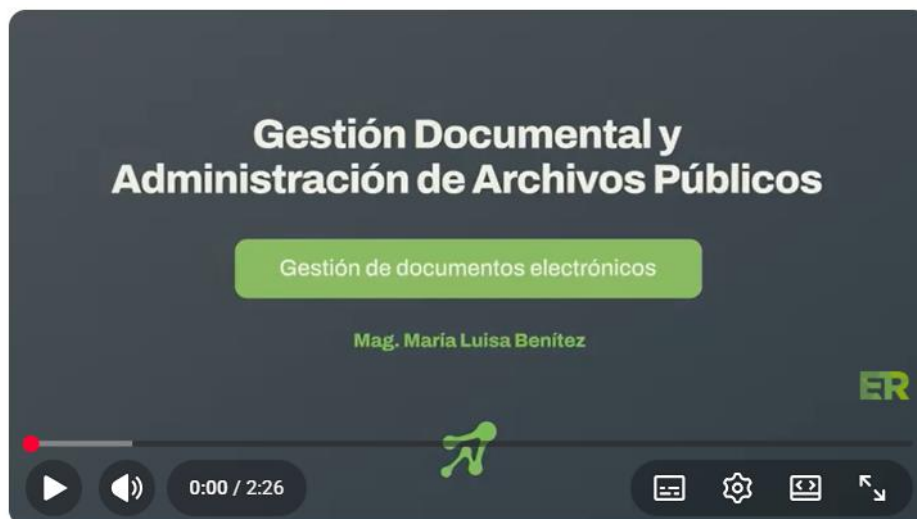 Gestión Documental y
Administración de Archivos Públicos
Gestión de documentos electrónicos
Mag. María Luisa Benítez
ER
0:00 / 2:26